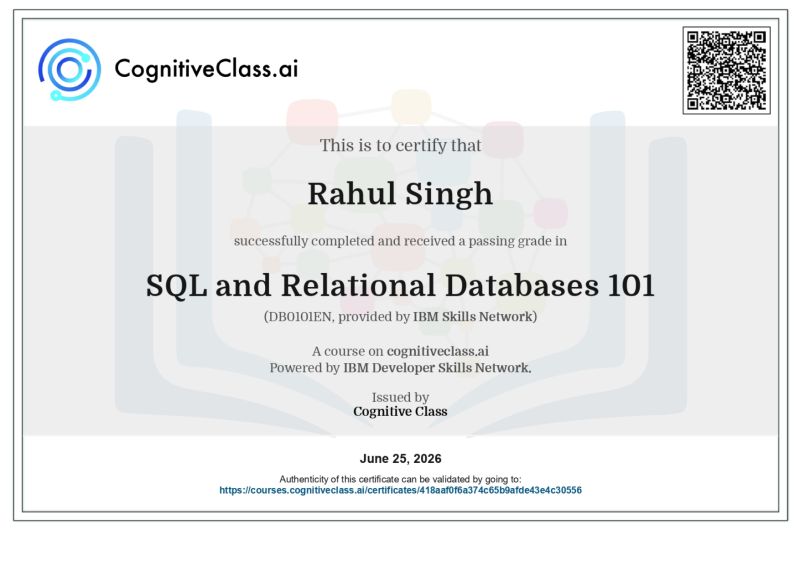 CognitiveClass.ai
This is to certify that
Rahul Singh
successfully completed and received a passing grade in
SQL and Relational Databases 101
(DB0101EN, provided by IBM Skills Network)
A course on cognitiveclass.ai
Powered by IBM Developer Skills Network.
Issued by
Cognitive Class
June 25, 2026
Authenticity of this certificate can be validated by going to:
https://courses.cognitiveclass.ai/certificates/418aaf0f6a374c65b9afde43e4c30556